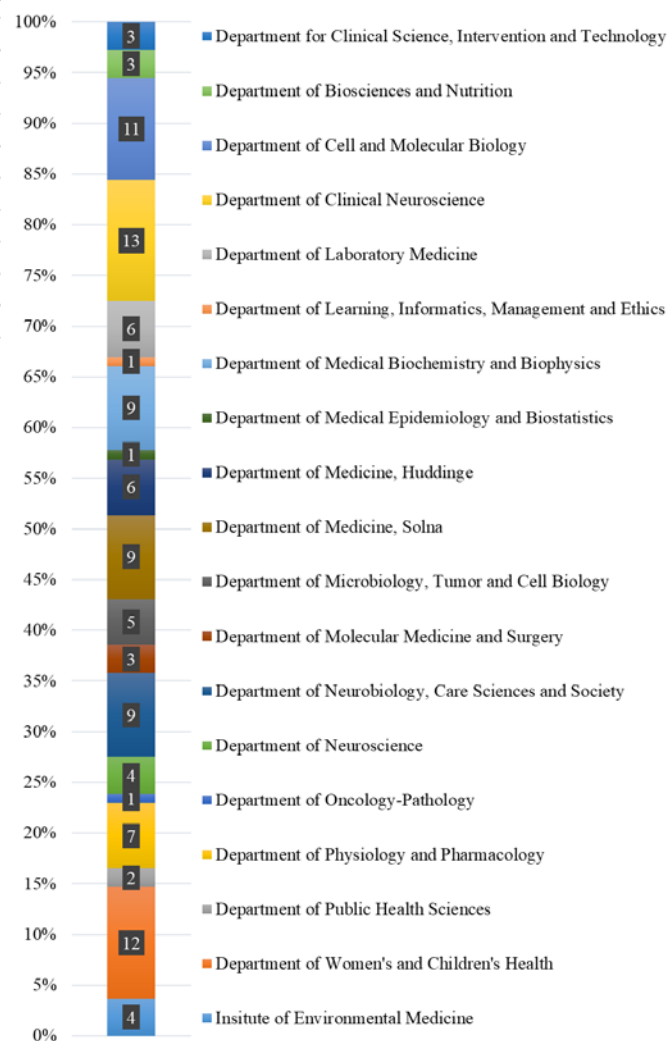 100%
3
Department for Clinical Science, Intervention and Technology
95%
3
Department of Biosciences and Nutrition
90%
11
Department of Cell and Molecular Biology
85%
Department of Clinical Neuroscience
80%
13
75%
Department of Laboratory Medicine
70%
6
Department of Learning, Informatics, Management and Ethics
65%
1
Department of Medical Biochemistry and Biophysics
60%
9
Department of Medical Epidemiology and Biostatistics
55%
1
Department of Medicine, Huddinge
6
50%
Department of Medicine, Solna
9
45%
Department of Microbiology, Tumor and Cell Biology
40%
5
Department of Molecular Medicine and Surgery
35%
3
Department of Neurobiology, Care Sciences and Society
30%
9
Department of Neuroscience
25%
4
1
Department of Oncology-Pathology
20%
7
Department of Physiology and Pharmacology
15%
2
Department of Public Health Sciences
10%
12
Department of Women's and Children's Health
5%
4
Insitute of Environmental Medicine
0%